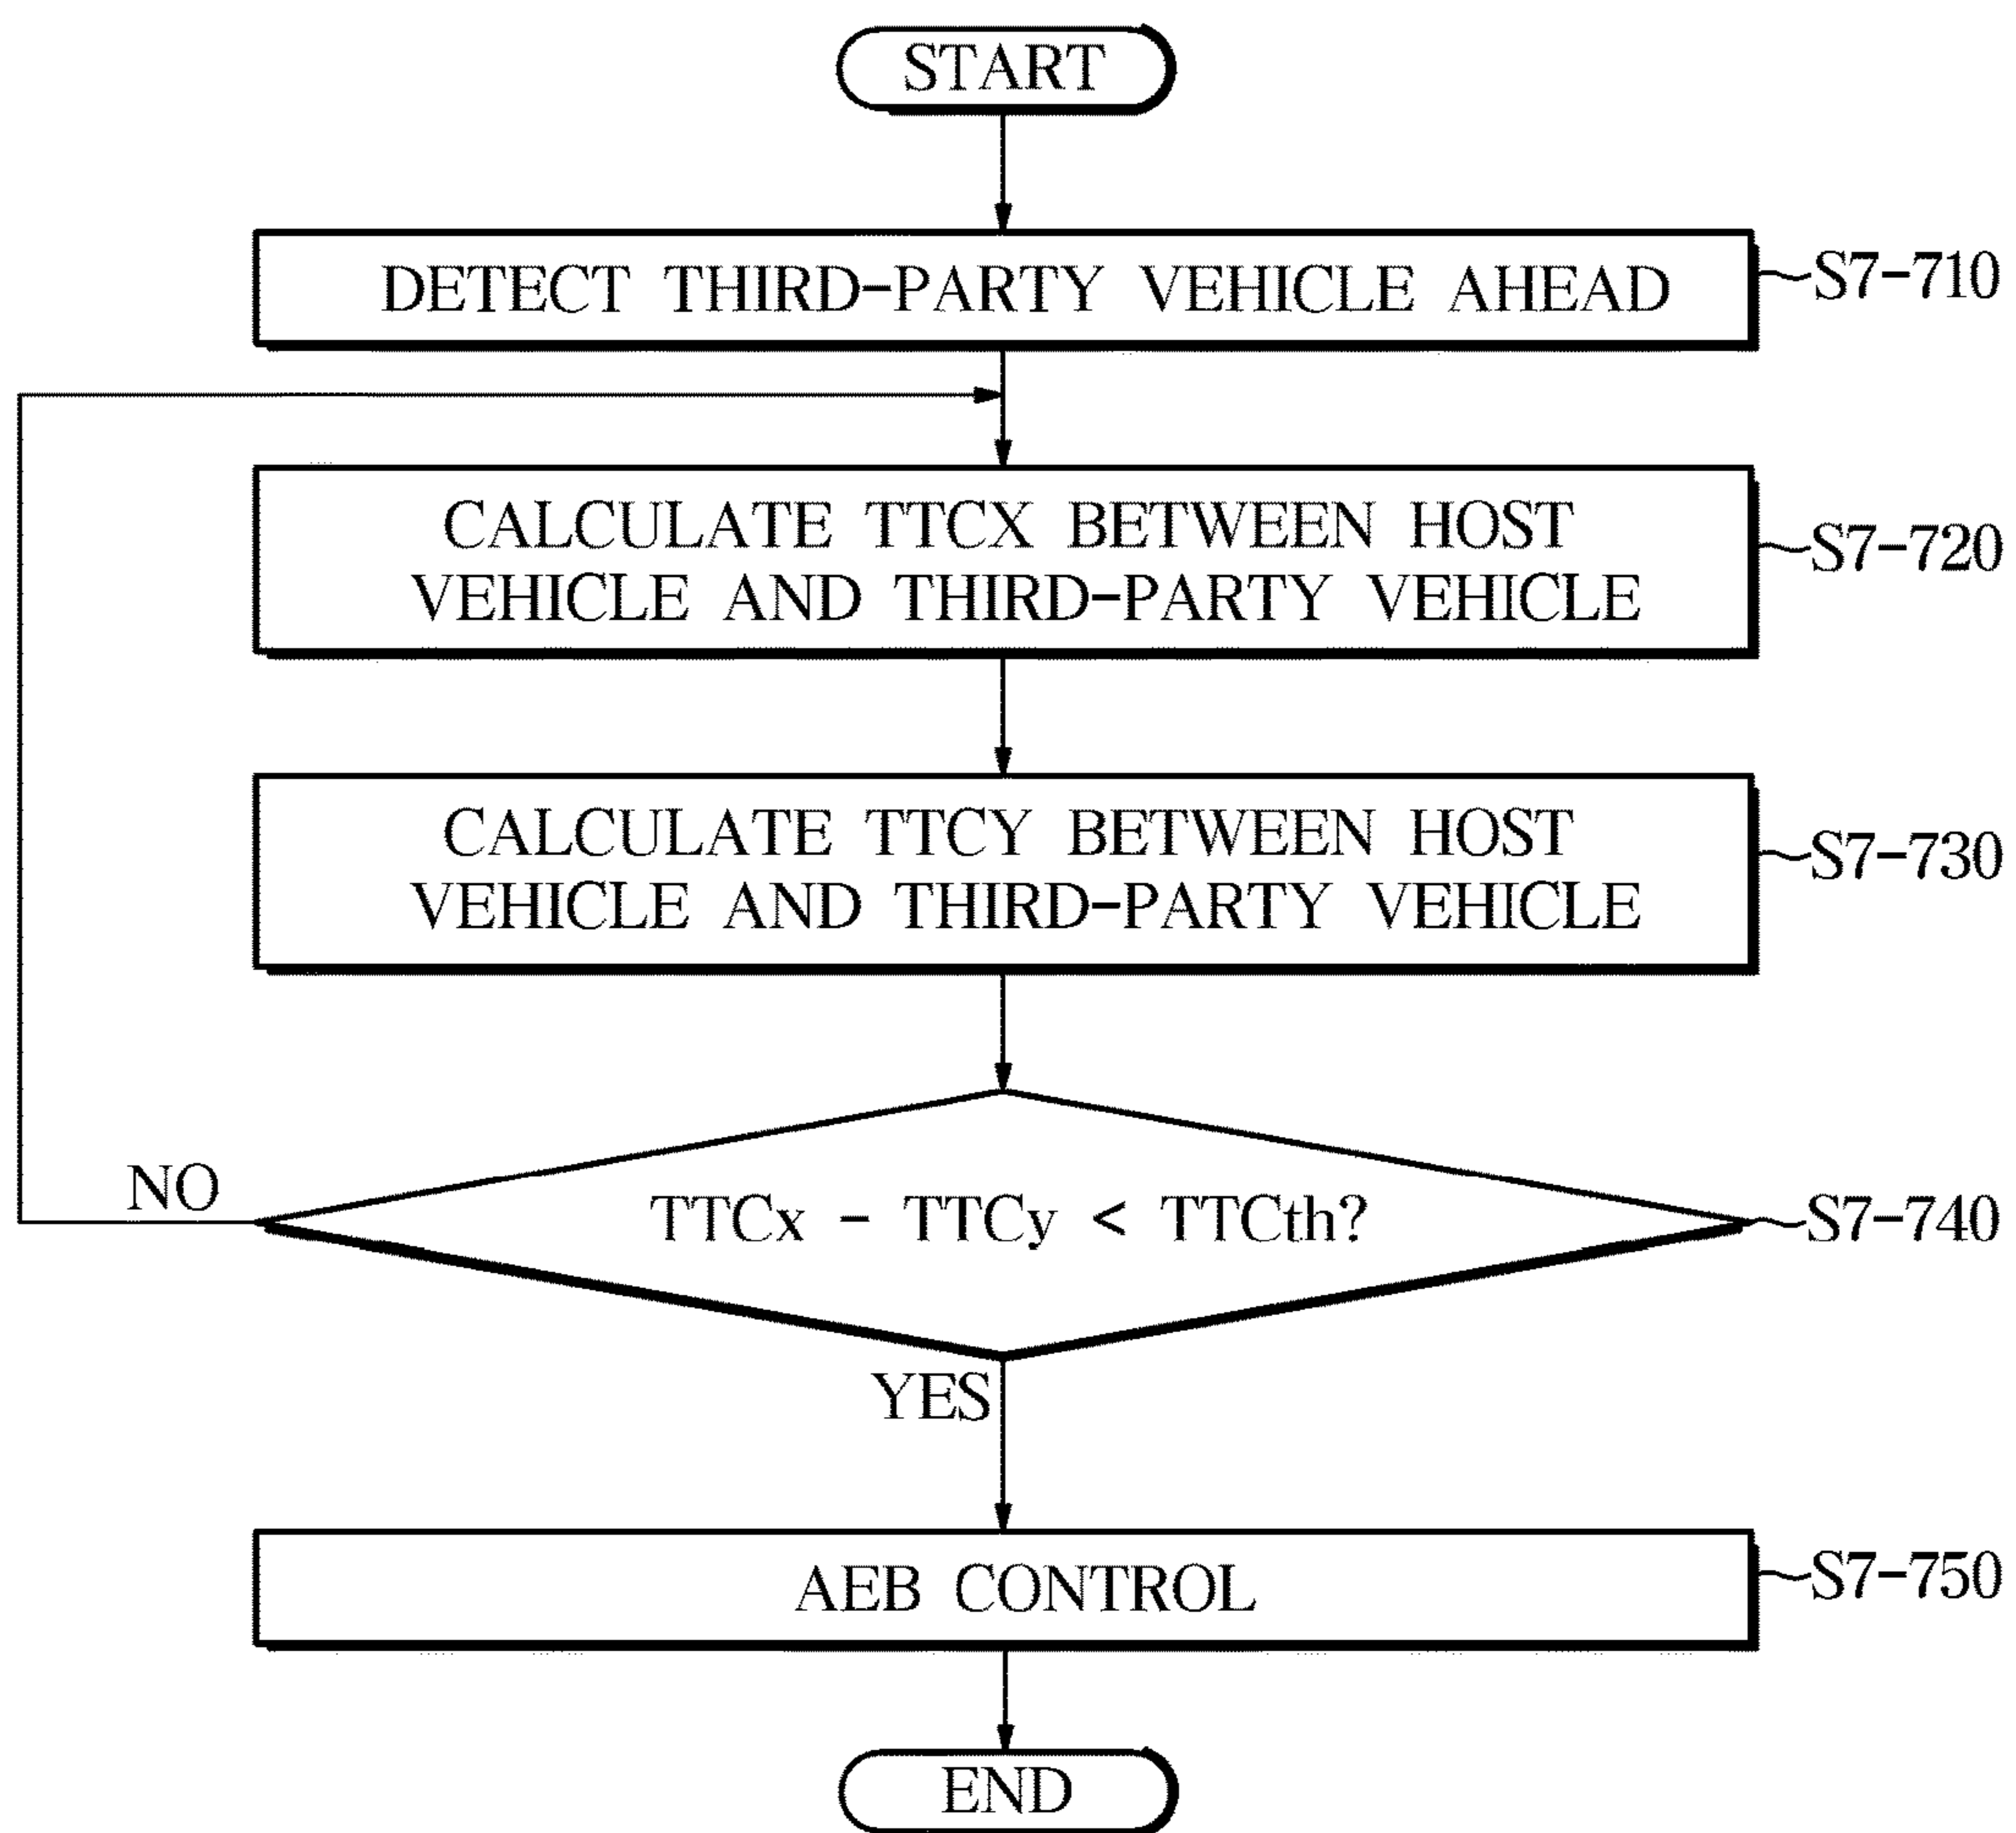 START
DETECT THIRD-PARTY VEHICLE AHEAD
S7-710
CALCULATE TTCX BETWEEN HOST
VEHICLE AND THIRD-PARTY VEHICLE
S7-720
CALCULATE TTCY BETWEEN HOST
VEHICLE AND THIRD-PARTY VEHICLE
S7-730
NO
TTCx - TTCy < TTCth?
S7-740
YES
AEB CONTROL
S7-750
END